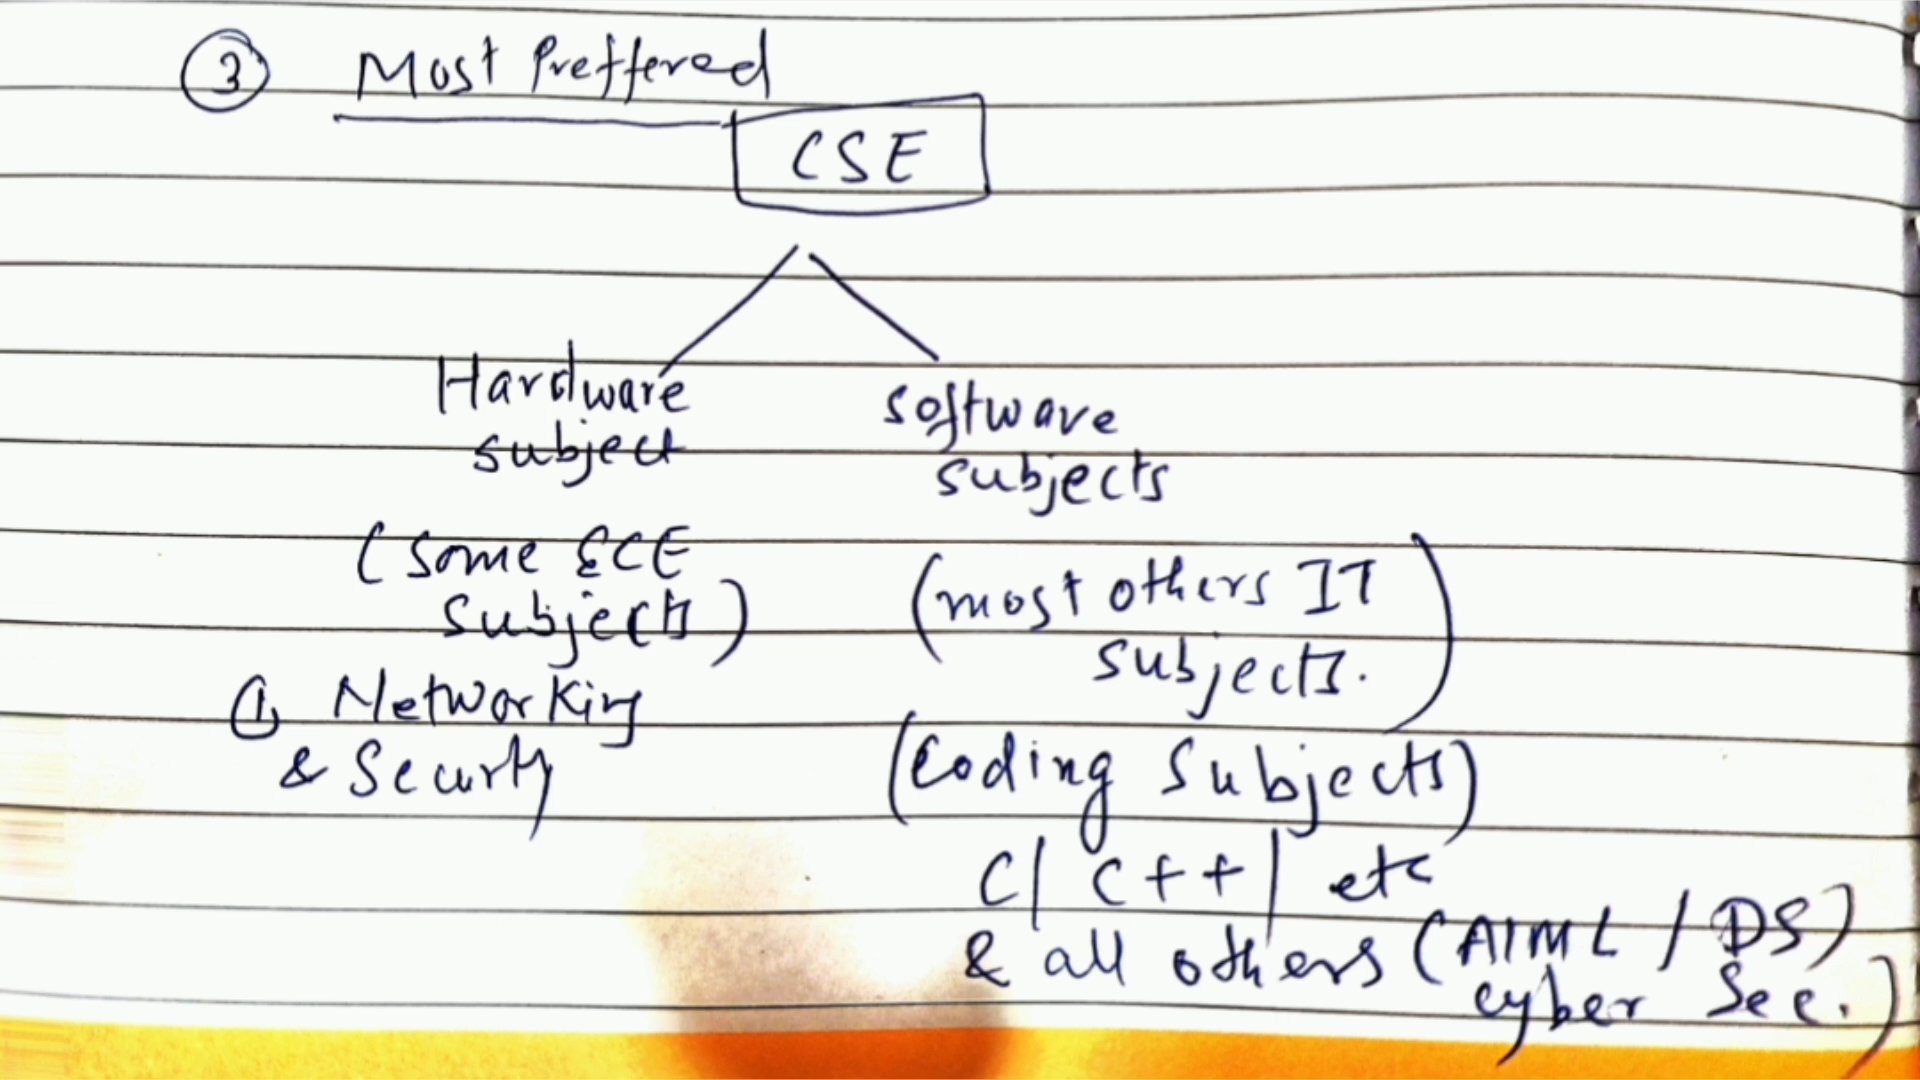 ③ Most Preffered
CSE
Hardware
subject
software
subjects
(some ECE
subjects)
(most others IT
subjects.)
① Networking
& Security
(Coding Subjects)
C/ C++/ etc
& all others (AIML / DS)
cyber Sec.)